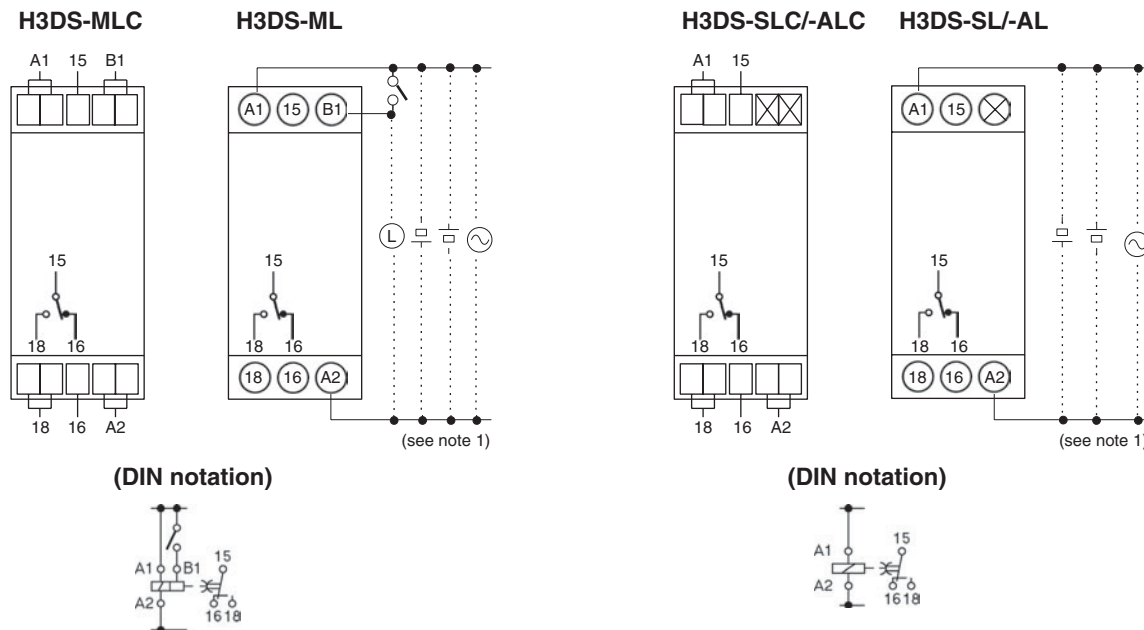 H3DS-MLC
H3DS-ML
H3DS-SLC/-ALC
H3DS-SL/-AL
A1 15 B1
A1 15
A1 15 B1
A1 15
L
15
15
15
15
18 16
18 16
18 16
18 16
18 16 A2
18 16 A2
18 16 A2
18 16 A2
(see note 1)
(see note 1)
(DIN notation)
(DIN notation)
15
A1 B1
A2
16 18
15
A1
A2
16 18